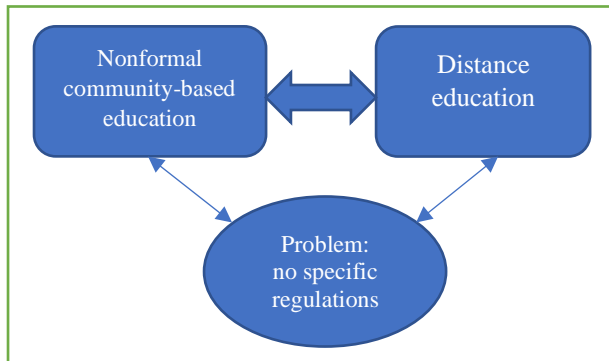 Nonformal
community-based
education
Distance
education
Problem:
no specific
regulations